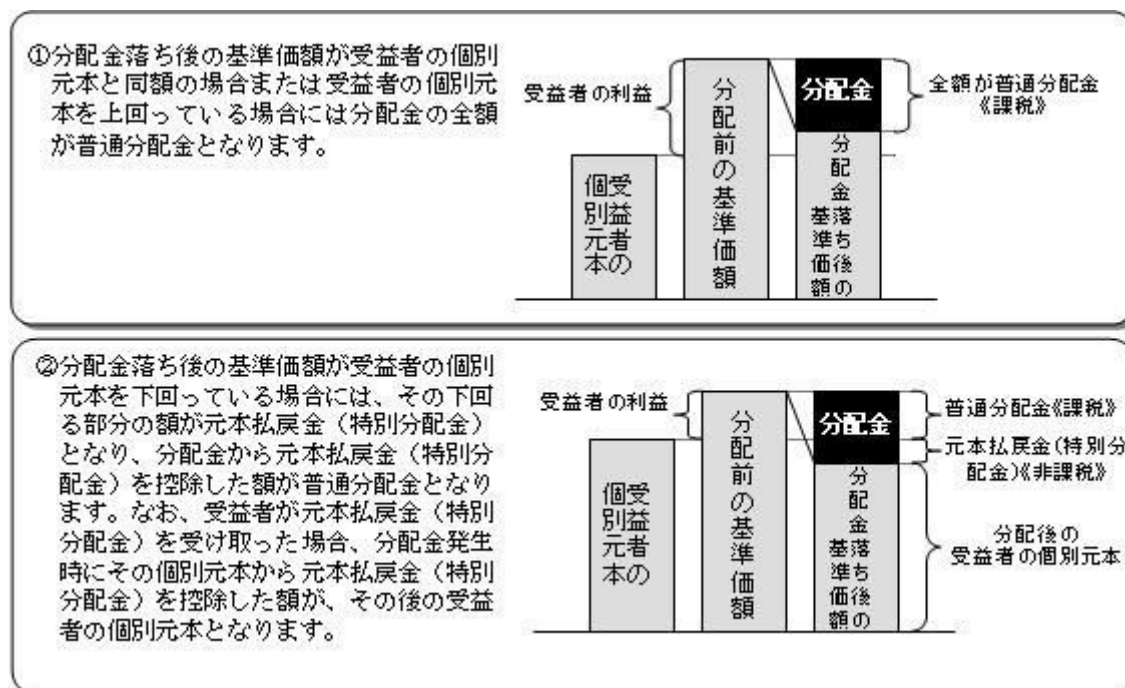 ①分配金落ち後の基準価額が受益者の個別
元本と同額の場合または受益者の個別元
本を上回っている場合には分配金の全額
が普通分配金となります。
受益者の利益
受益者の
個別元本
分配前の基準価額
分配金
分配金落ち後の
基準価額
全額が普通分配金
《課税》
②分配金落ち後の基準価額が受益者の個別
元本を下回っている場合には、その下回
る部分の額が元本払戻金（特別分配金）
となり、分配金から元本払戻金（特別分
配金）を控除した額が普通分配金となり
ます。なお、受益者が元本払戻金（特別
分配金）を受け取った場合、分配金発生
時にその個別元本から元本払戻金（特別
分配金）を控除した額が、その後の受益
者の個別元本となります。
受益者の利益
受益者の
個別元本
分配前の基準価額
分配金
分配金落ち後の
基準価額
普通分配金《課税》
元本払戻金(特別分
配金)《非課税》
分配後の
受益者の個別元本